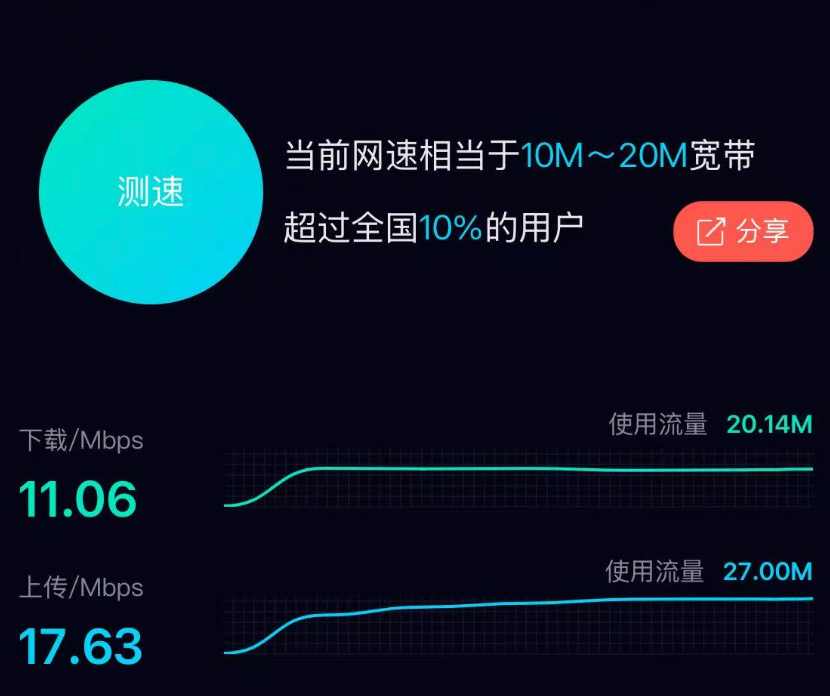 测速
当前网速相当于10M～20M宽带
超过全国10%的用户
分享
下载/Mbps
使用流量 20.14M
11.06
上传/Mbps
使用流量 27.00M
17.63